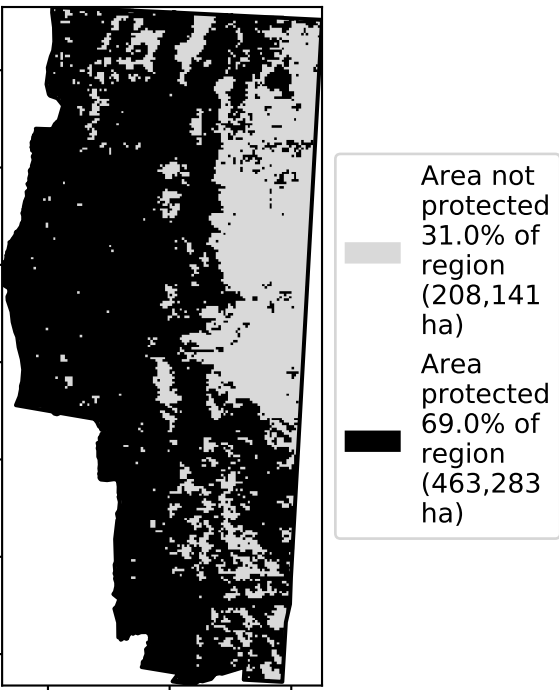 Area not
protected
31.0% of
region
(208,141
ha)
Area
protected
69.0% of
region
(463,283
ha)